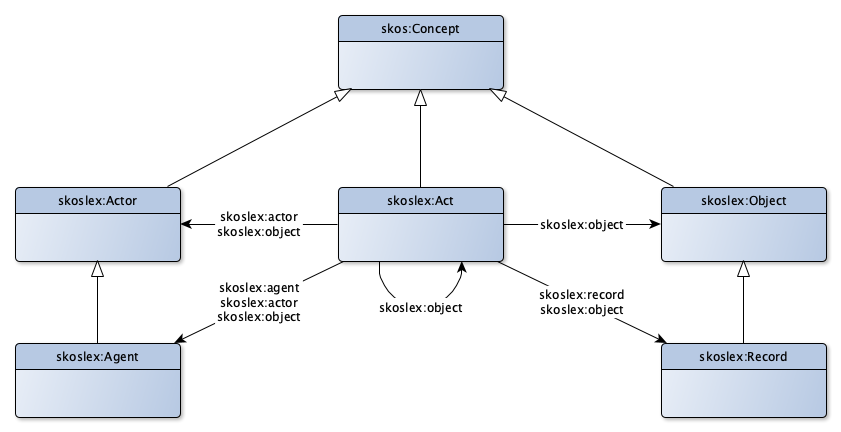 skos:Concept
skoslex:Actor
skoslex:actor
skoslex:object
skoslex:Act
skoslex:object
skoslex:Object
skoslex:agent
skoslex:actor
skoslex:object
skoslex:object
skoslex:record
skoslex:object
skoslex:Agent
skoslex:Record